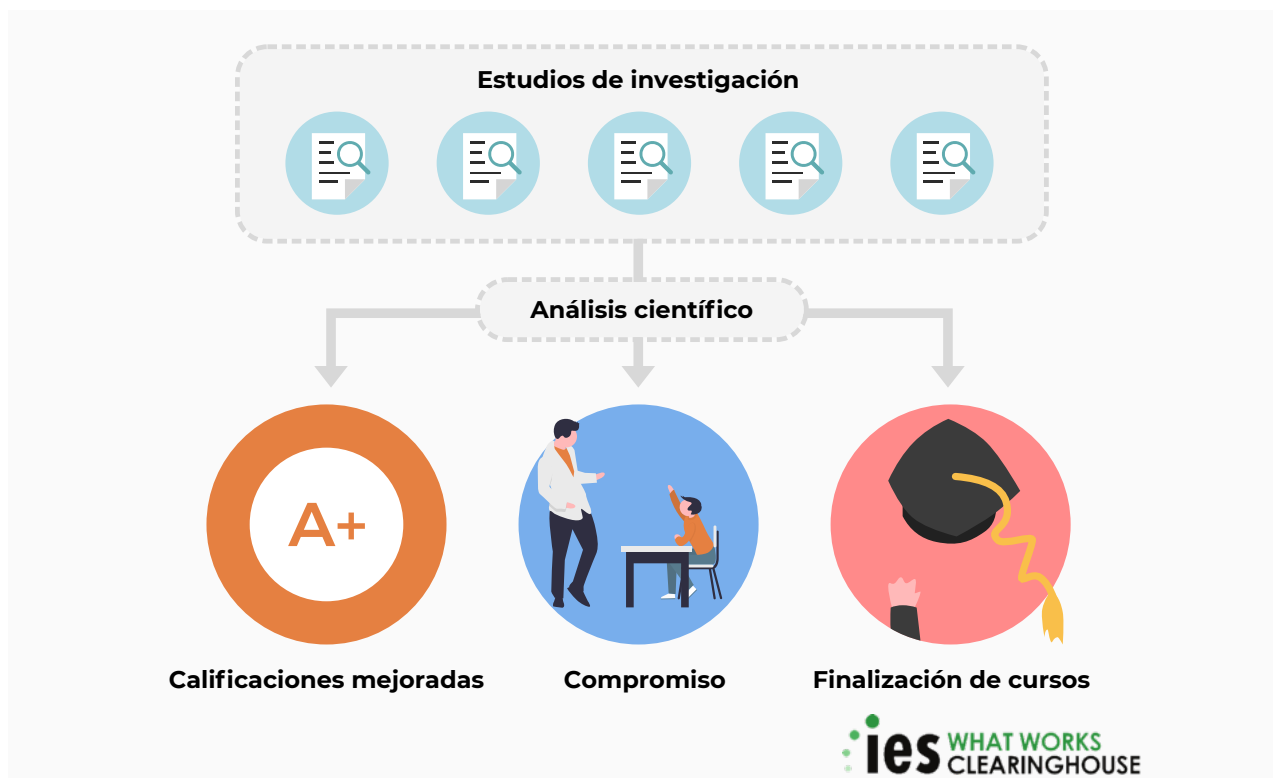 Estudios de investigación
Análisis científico
A+
Calificaciones mejoradas
Compromiso
Finalización de cursos
ies WHAT WORKS
CLEARINGHOUSE